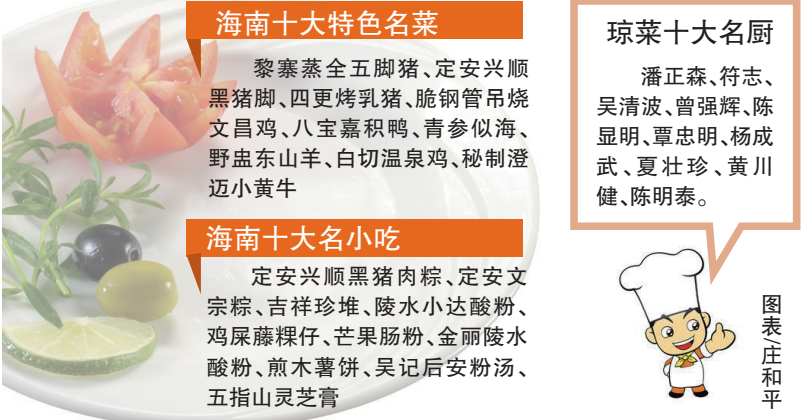 海南十大特色名菜
黎寨蒸全五脚猪、定安兴顺
黑猪脚、四更烤乳猪、脆钢管吊烧
文昌鸡、八宝嘉积鸭、青参似海、
野蛊东山羊、白切温泉鸡、秘制澄
迈小黄牛
海南十大名小吃
定安兴顺黑猪肉粽、定安文
宗粽、吉祥珍堆、陵水小达酸粉、
鸡屎藤粿仔、芒果肠粉、金丽陵水
酸粉、煎木薯饼、吴记后安粉汤、
五指山灵芝膏
琼菜十大名厨
潘正森、符志、
吴清波、曾强辉、陈
显明、覃忠明、杨成
武、夏壮珍、黄川
健、陈明泰。
图表/庄和平